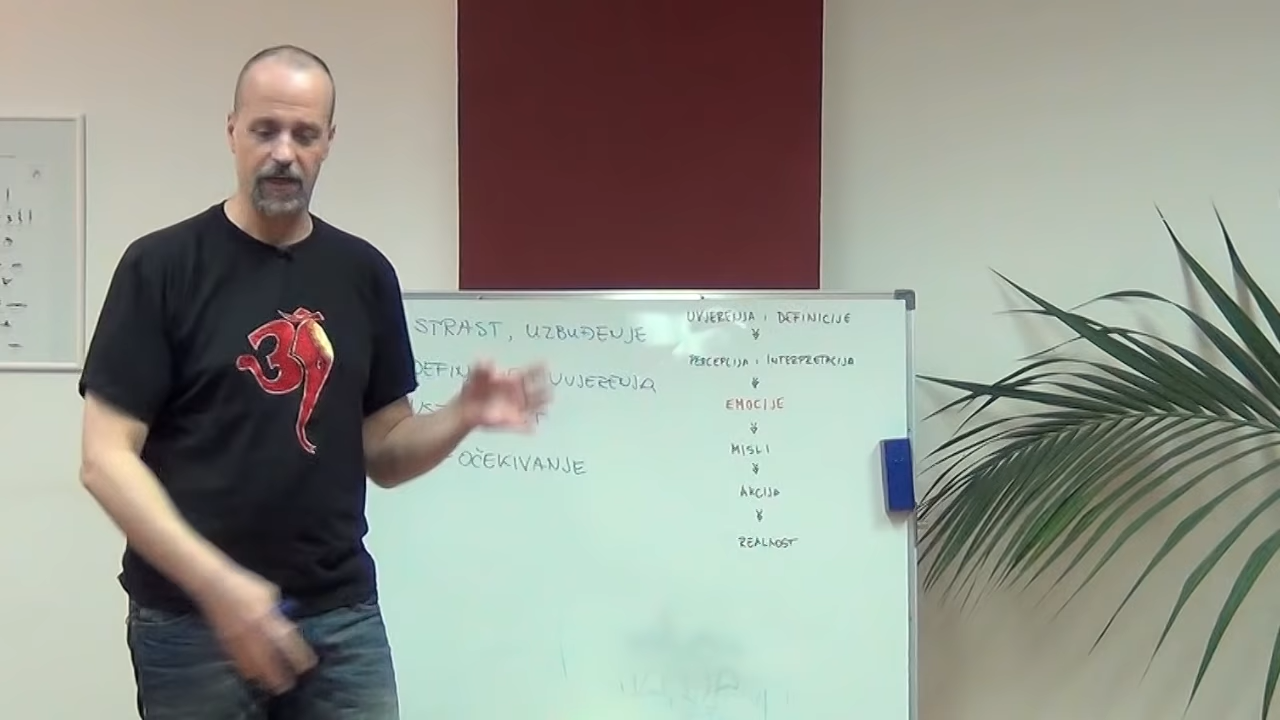 STRAST, UZBUĐENJE
UVJERENJA
OČEKIVANJE
UVJERENJA I DEFINICIJE
PERCEPCIJA I INTERPRETACIJA
EMOCIJE
MISLI
AKCIJA
REALNOST